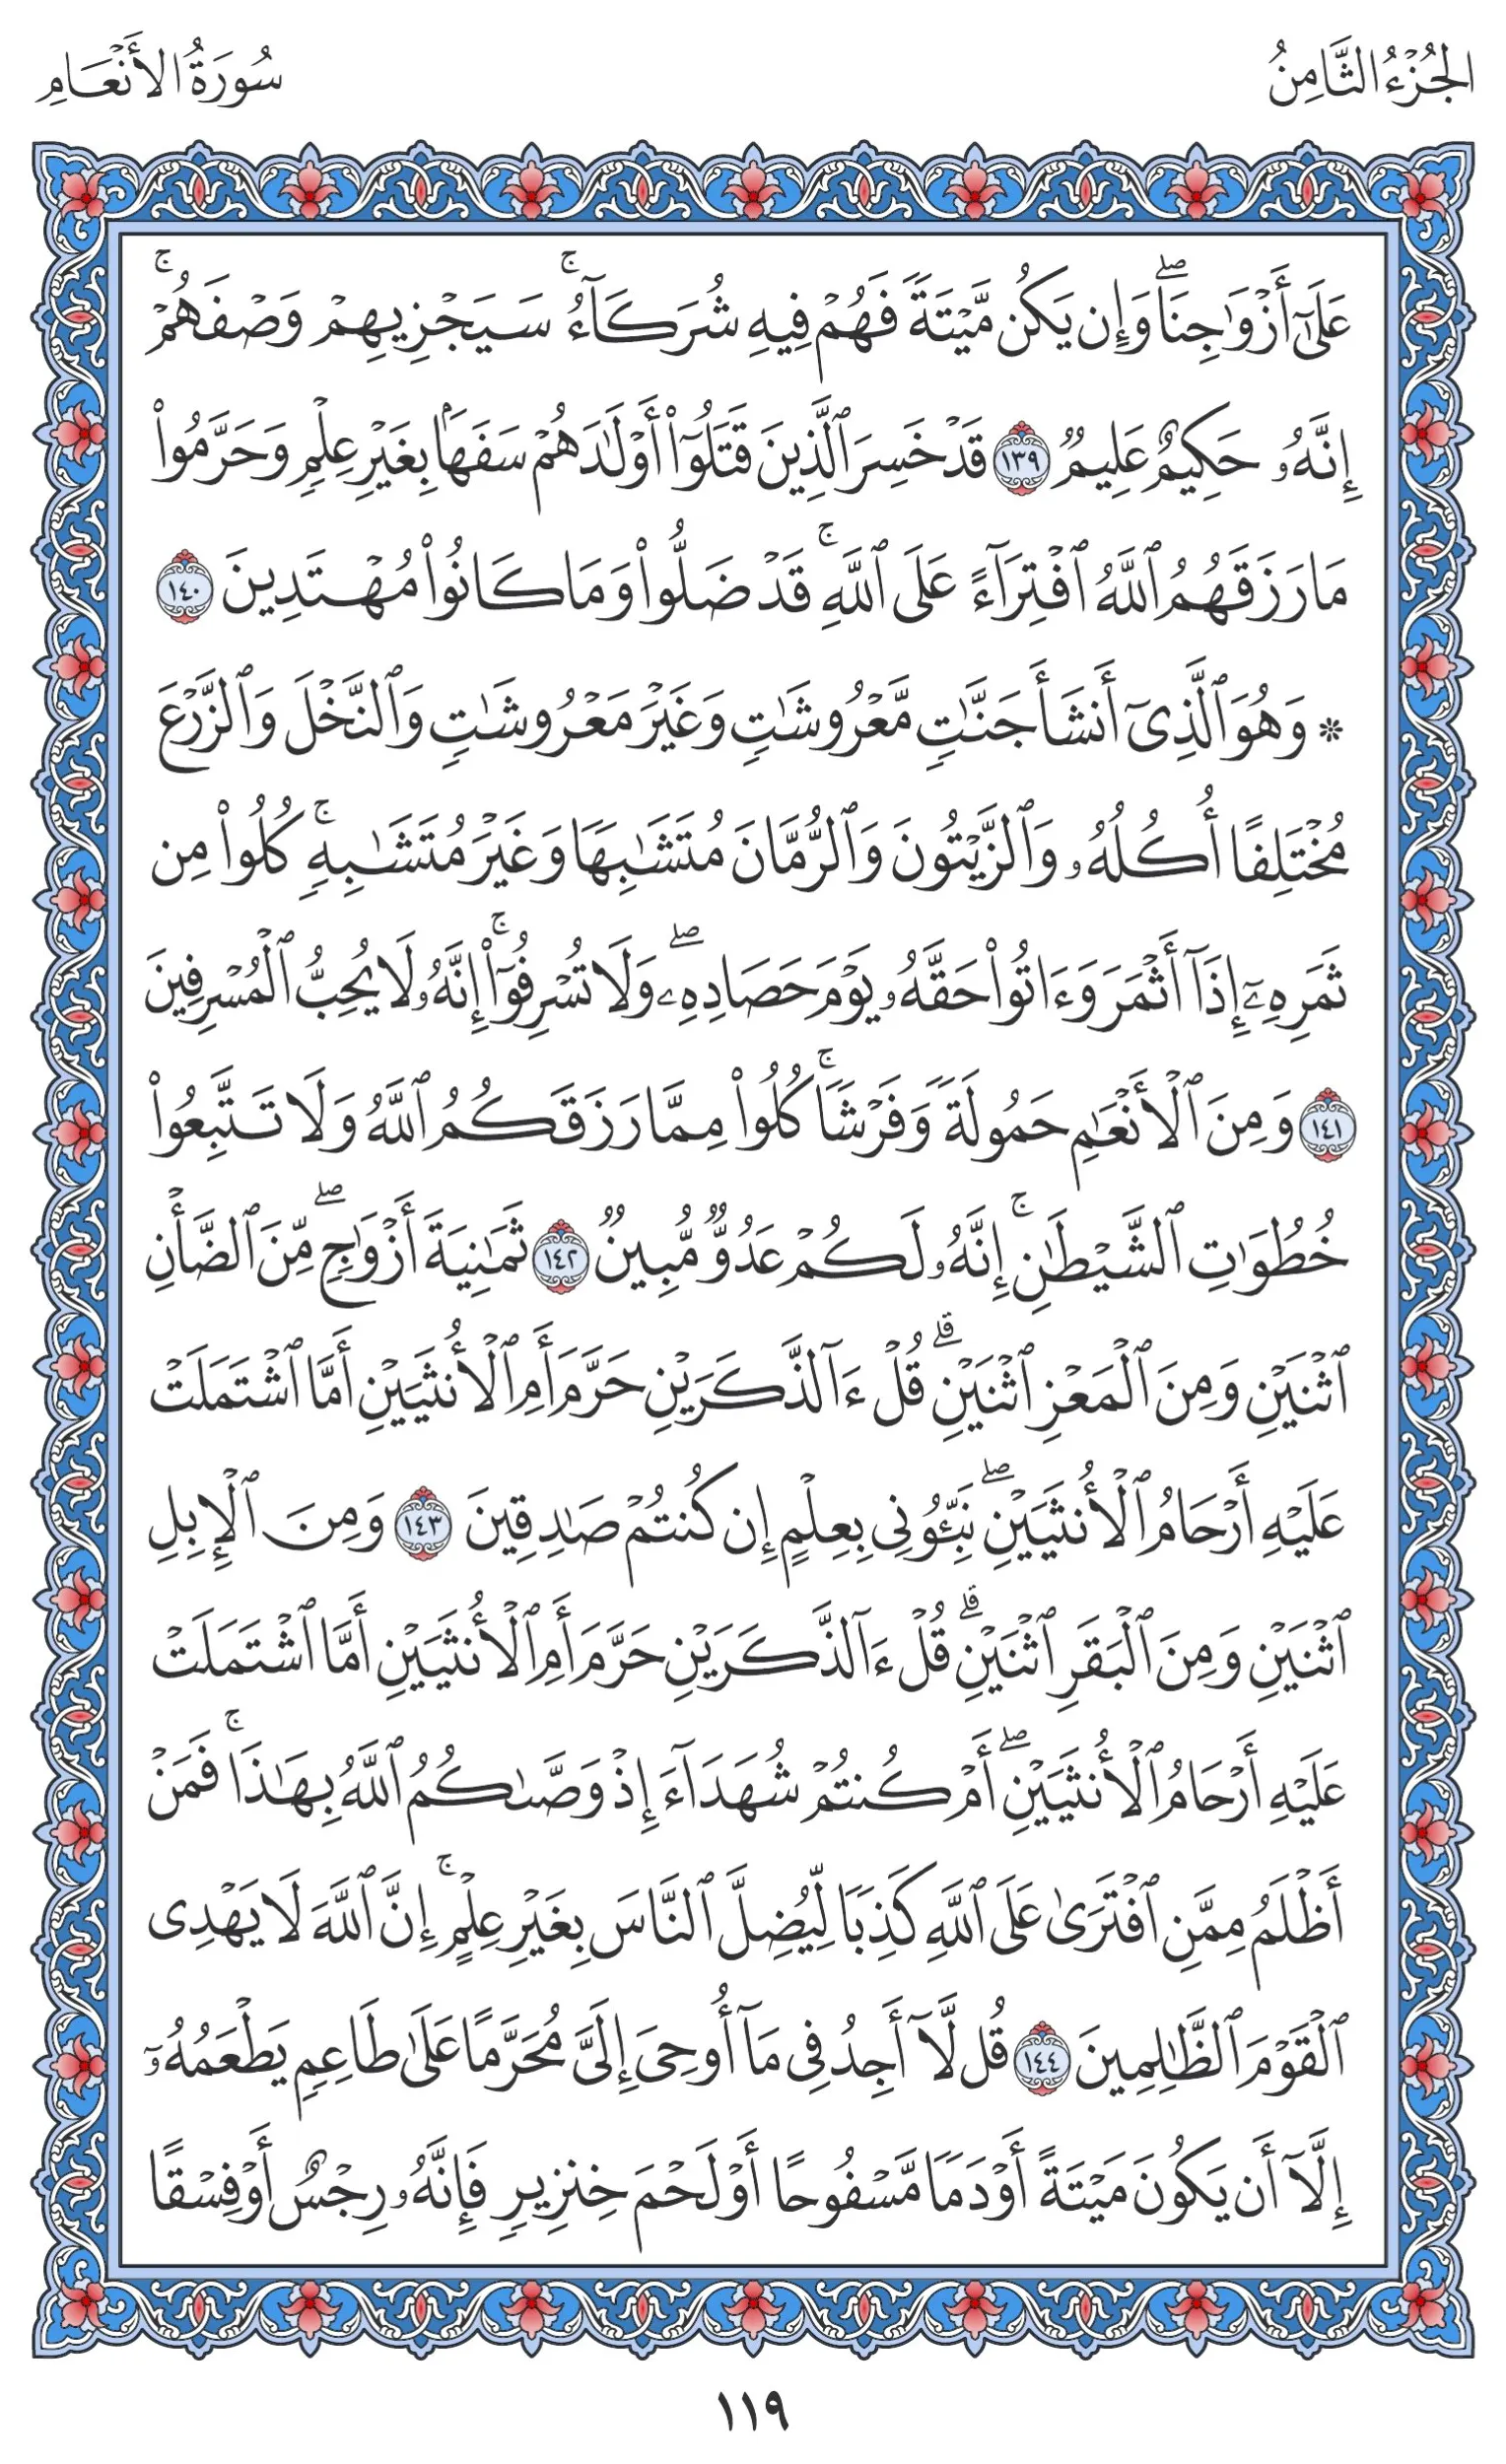 الجُزْءُ الثَّامِنُ
سُورَةُ الأَنْعَامِ
عَلَىٰٓ أَزْوَٰجِنَاۖ وَإِن يَكُن مَّيْتَةً فَهُمْ فِيهِ شُرَكَآءُۚ سَيَجْزِيهِمْ وَصْفَهُمْۚ
إِنَّهُۥ حَكِيمٌ عَلِيمٌ ١٣٩ قَدْ خَسِرَ ٱلَّذِينَ قَتَلُوٓا۟ أَوْلَٰدَهُمْ سَفَهًۢا بِغَيْرِ عِلْمٍ وَحَرَّمُوا۟
مَا رَزَقَهُمُ ٱللَّهُ ٱفْتِرَآءً عَلَى ٱللَّهِۚ قَدْ ضَلُّوا۟ وَمَا كَانُوا۟ مُهْتَدِينَ ١٤٠
* وَهُوَ ٱلَّذِىٓ أَنشَأَ جَنَّٰتٍ مَّعْرُوشَٰتٍ وَغَيْرَ مَعْرُوشَٰتٍ وَٱلنَّخْلَ وَٱلزَّرْعَ
مُخْتَلِفًا أُكُلُهُۥ وَٱلزَّيْتُونَ وَٱلرُّمَّانَ مُتَشَٰبِهًا وَغَيْرَ مُتَشَٰبِهٍۚ كُلُوا۟ مِن
ثَمَرِهِۦٓ إِذَآ أَثْمَرَ وَءَاتُوا۟ حَقَّهُۥ يَوْمَ حَصَادِهِۦۖ وَلَا تُسْرِفُوٓا۟ۚ إِنَّهُۥ لَا يُحِبُّ ٱلْمُسْرِفِينَ
١٤١ وَمِنَ ٱلْأَنْعَٰمِ حَمُولَةً وَفَرْشًاۚ كُلُوا۟ مِمَّا رَزَقَكُمُ ٱللَّهُ وَلَا تَتَّبِعُوا۟
خُطُوَٰتِ ٱلشَّيْطَٰنِۚ إِنَّهُۥ لَكُمْ عَدُوٌّ مُّبِينٌ ١٤٢ ثَمَٰنِيَةَ أَزْوَٰجٍۖ مِّنَ ٱلضَّأْنِ
ٱثْنَيْنِ وَمِنَ ٱلْمَعْزِ ٱثْنَيْنِۗ قُلْ ءَآلذَّكَرَيْنِ حَرَّمَ أَمِ ٱلْأُنثَيَيْنِ أَمَّا ٱشْتَمَلَتْ
عَلَيْهِ أَرْحَامُ ٱلْأُنثَيَيْنِۖ نَبِّـُٔونِى بِعِلْمٍ إِن كُنتُمْ صَٰدِقِينَ ١٤٣ وَمِنَ ٱلْإِبِلِ
ٱثْنَيْنِ وَمِنَ ٱلْبَقَرِ ٱثْنَيْنِۗ قُلْ ءَآلذَّكَرَيْنِ حَرَّمَ أَمِ ٱلْأُنثَيَيْنِ أَمَّا ٱشْتَمَلَتْ
عَلَيْهِ أَرْحَامُ ٱلْأُنثَيَيْنِۖ أَمْ كُنتُمْ شُهَدَآءَ إِذْ وَصَّىٰكُمُ ٱللَّهُ بِهَٰذَاۚ فَمَنْ
أَظْلَمُ مِمَّنِ ٱفْتَرَىٰ عَلَى ٱللَّهِ كَذِبًا لِّيُضِلَّ ٱلنَّاسَ بِغَيْرِ عِلْمٍۚ إِنَّ ٱللَّهَ لَا يَهْدِى
ٱلْقَوْمَ ٱلظَّٰلِمِينَ ١٤٤ قُل لَّآ أَجِدُ فِى مَآ أُوحِىَ إِلَىَّ مُحَرَّمًا عَلَىٰ طَاعِمٍ يَطْعَمُهُۥٓ
إِلَّآ أَن يَكُونَ مَيْتَةً أَوْ دَمًا مَّسْفُوحًا أَوْ لَحْمَ خِنزِيرٍ فَإِنَّهُۥ رِجْسٌ أَوْ فِسْقًا
١١٩